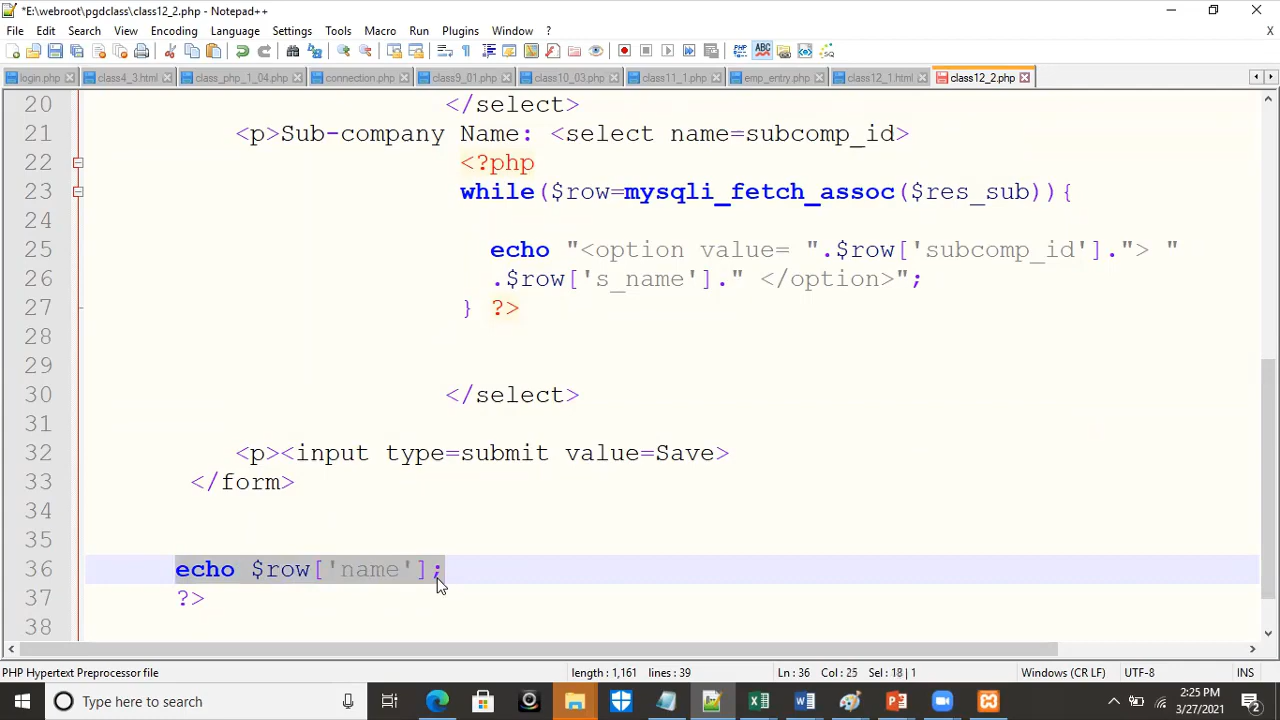 *E:\webroot\pgdclass\class12_2.php - Notepad++
File Edit Search View Encoding Language Settings Tools Macro Run Plugins Window ?
X
login.php class4_3.html class_php_1_04.php connection.php class9_01.php class10_03.php class11_1.php emp_entry.php class12_1.html class12_2.php
20 </select>
21 <p>Sub-company Name: <select name=subcomp_id>
22 <?php
23 while($row=mysqli_fetch_assoc($res_sub)){
24
25 echo "<option value= ".$row['subcomp_id']."> "
26 .$row['s_name']." </option>";
27 } ?>
28
29
30 </select>
31
32 <p><input type=submit value=Save>
33 </form>
34
35
36 echo $row['name'];
37 ?>
38
PHP Hypertext Preprocessor file length : 1,161 lines : 39 Ln : 36 Col : 25 Sel : 18 | 1 Windows (CR LF) UTF-8 INS
Type here to search
2:25 PM
3/27/2021
2